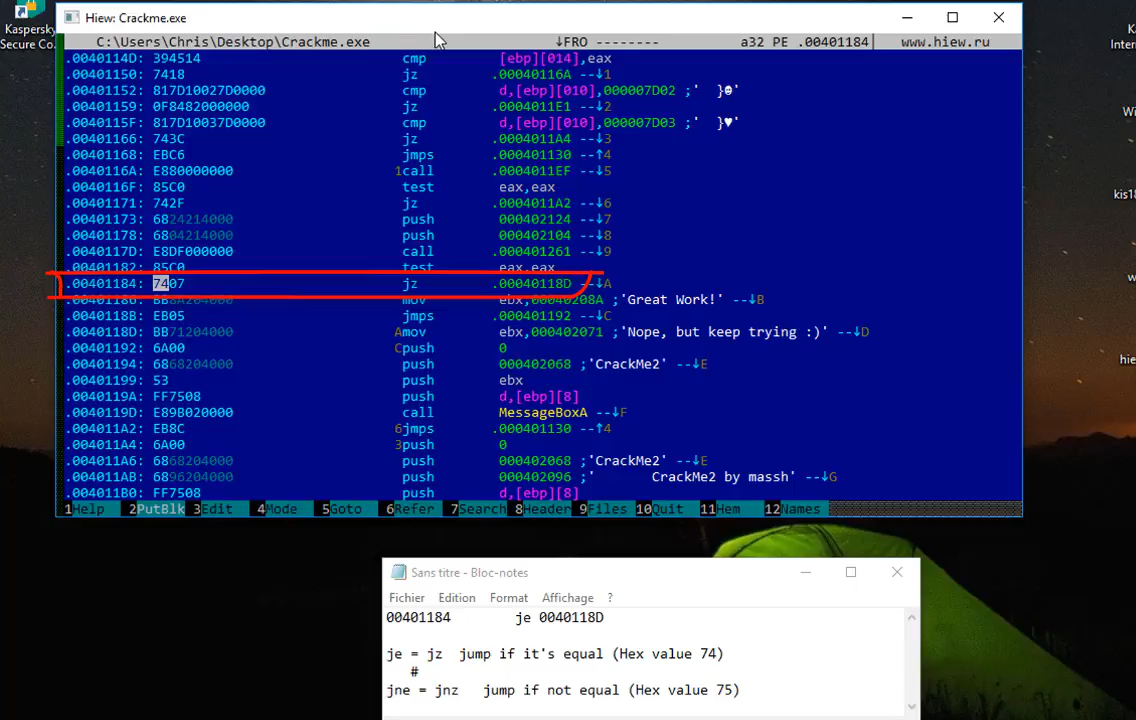 Kaspersky
Secure Co..
Hiew: Crackme.exe
C:\Users\Chris\Desktop\Crackme.exe ↓FRO -------- a32 PE .00401184 www.hiew.ru
.0040114D: 394514 cmp [ebp][014],eax
.00401150: 7418 jz .00040116A --↓1
.00401152: 817D10027D0000 cmp d,[ebp][010],000007D02 ;' }☻'
.00401159: 0F8482000000 jz .0004011E1 --↓2
.0040115F: 817D10037D0000 cmp d,[ebp][010],000007D03 ;' }♥'
.00401166: 743C jz .0004011A4 --↓3
.00401168: EBC6 jmps .000401130 --↑4
.0040116A: E880000000 1call .0004011EF --↓5
.0040116F: 85C0 test eax,eax
.00401171: 742F jz .0004011A2 --↓6
.00401173: 6824214000 push 000402124 --↓7
.00401178: 6804214000 push 000402104 --↓8
.0040117D: E8DF000000 call .000401261 --↓9
.00401182: 85C0 test eax,eax
.00401184: 7407 jz .00040118D --↓A
.00401186: BB8A204000 mov ebx,00040208A ;'Great Work!' --↓B
.0040118B: EB05 jmps .000401192 --↓C
.0040118D: BB71204000 Amov ebx,000402071 ;'Nope, but keep trying :)' --↓D
.00401192: 6A00 Cpush 0
.00401194: 6868204000 push 000402068 ;'CrackMe2' --↓E
.00401199: 53 push ebx
.0040119A: FF7508 push d,[ebp][8]
.0040119D: E89B020000 call MessageBoxA --↓F
.004011A2: EB8C 6jmps .000401130 --↑4
.004011A4: 6A00 3push 0
.004011A6: 6868204000 push 000402068 ;'CrackMe2' --↓E
.004011AB: 6896204000 push 000402096 ;' CrackMe2 by massh' --↓G
.004011B0: FF7508 push d,[ebp][8]
1Help 2PutBlk 3Edit 4Mode 5Goto 6Refer 7Search 8Header 9Files 10Quit 11Hem 12Names
Sans titre - Bloc-notes
Fichier Edition Format Affichage ?
00401184 je 0040118D
je = jz jump if it's equal (Hex value 74)
#
jne = jnz jump if not equal (Hex value 75)
Ka
Intern
Wi
kis18
hie